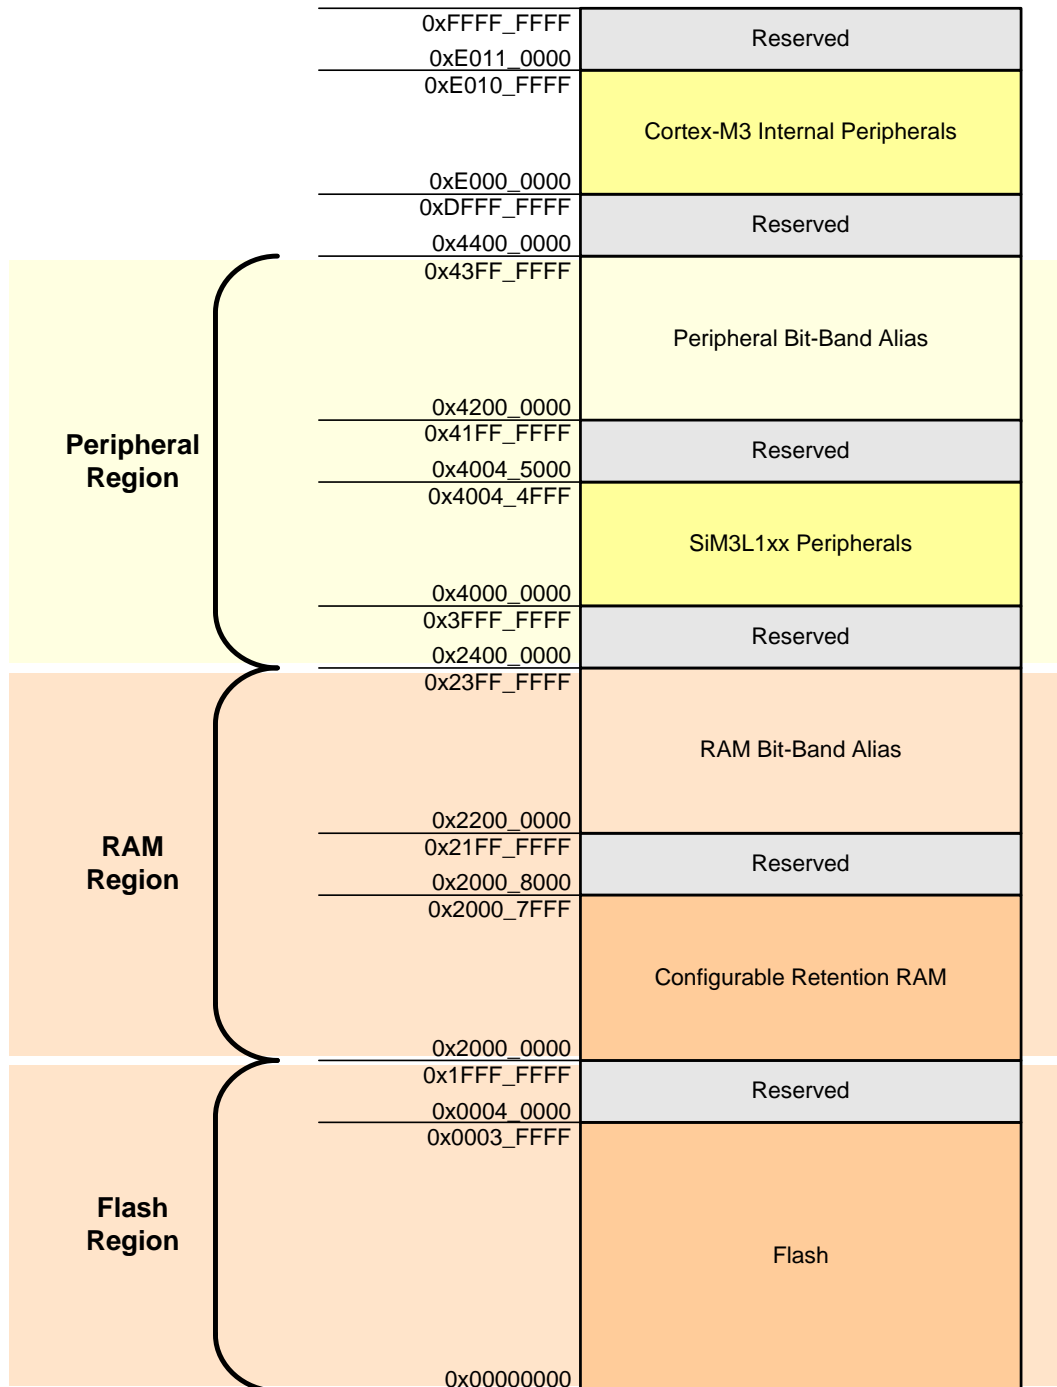 0xFFFF_FFFF
Reserved
0xE011_0000
0xE010_FFFF
Cortex-M3 Internal Peripherals
0xE000_0000
0xDFFF_FFFF
Reserved
0x4400_0000
0x43FF_FFFF
Peripheral Bit-Band Alias
0x4200_0000
0x41FF_FFFF
Peripheral
Region
Reserved
0x4004_5000
0x4004_4FFF
SiM3L1xx Peripherals
0x4000_0000
0x3FFF_FFFF
Reserved
0x2400_0000
0x23FF_FFFF
RAM Bit-Band Alias
0x2200_0000
0x21FF_FFFF
RAM
Region
Reserved
0x2000_8000
0x2000_7FFF
Configurable Retention RAM
0x2000_0000
0x1FFF_FFFF
Reserved
0x0004_0000
0x0003_FFFF
Flash
Region
Flash
0x00000000